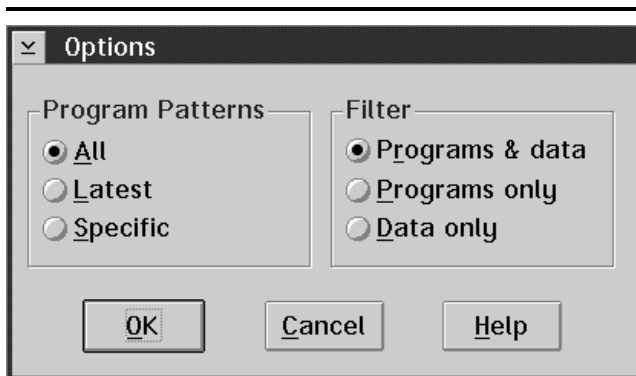 Options
Program Patterns
All
Latest
Specific
Filter
Programs & data
Programs only
Data only
OK
Cancel
Help